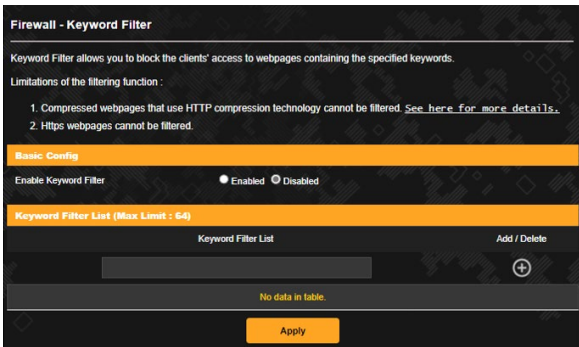 Firewall - Keyword Filter
Keyword Filter allows you to block the clients' access to webpages containing the specified keywords.
Limitations of the filtering function :
1. Compressed webpages that use HTTP compression technology cannot be filtered. See here for more details.
2. Https webpages cannot be filtered.
Basic Config
Enable Keyword Filter Enabled Disabled
Keyword Filter List (Max Limit : 64)
Keyword Filter List Add / Delete
No data in table.
Apply